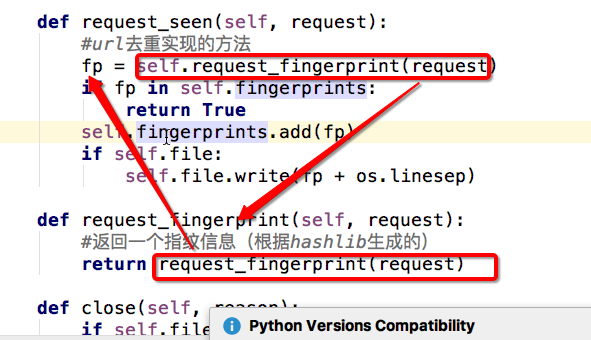 def request_seen(self, request):
#url去重实现的方法
fp = self.request_fingerprint(request)
if fp in self.fingerprints:
return True
self.fingerprints.add(fp)
if self.file:
self.file.write(fp + os.linesep)
def request_fingerprint(self, request):
#返回一个指纹信息（根据hashlib生成的）
return request_fingerprint(request)
def close(self, reason):
if self.file
Python Versions Compatibility